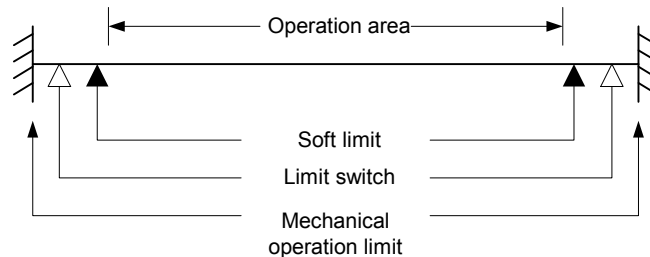 Operation area
Soft limit
Limit switch
Mechanical
operation limit